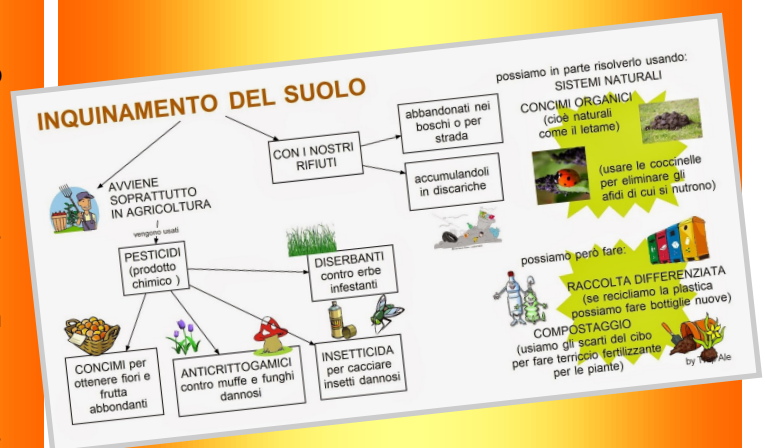 INQUINAMENTO DEL SUOLO
AVVIENE
SOPRATTUTTO
IN AGRICOLTURA
vengono usati
PESTICIDI
(prodotto
chimico )
CONCIMI per
ottenere fiori e
frutta
abbondanti
ANTICRITTOGAMICI
contro muffe e funghi
dannosi
INSETTICIDA
per cacciare
insetti dannosi
DISERBANTI
contro erbe
infestanti
CON I NOSTRI
RIFIUTI
abbandonati nei
boschi o per
strada
accumulandoli
in discariche
possiamo in parte risolverlo usando:
SISTEMI NATURALI
CONCIMI ORGANICI
(cioè naturali
come il letame)
(usare le coccinelle
per eliminare gli
afidi di cui si nutrono)
possiamo però fare:
RACCOLTA DIFFERENZIATA
(se recicliamo la plastica
possiamo fare bottiglie nuove)
COMPOSTAGGIO
(usiamo gli scarti del cibo
per fare terriccio fertilizzante
per le piante)
by Ale